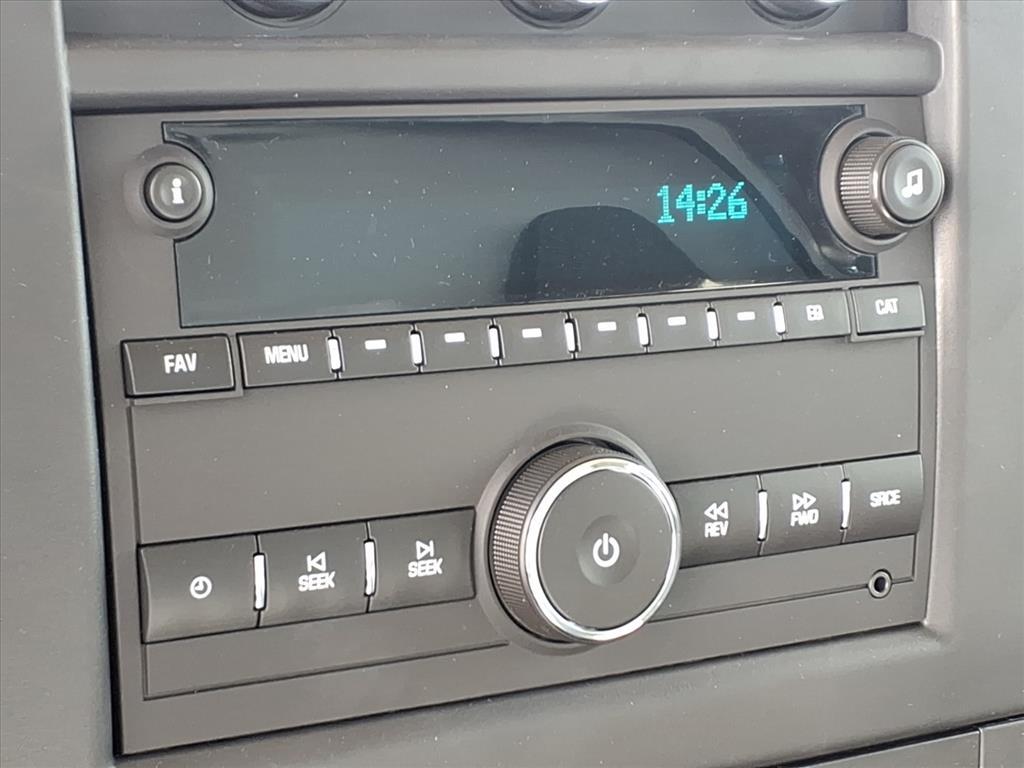 i
14:26
FAV
MENU
EQ
CAT
SEEK
SEEK
REV
FWD
SRCE